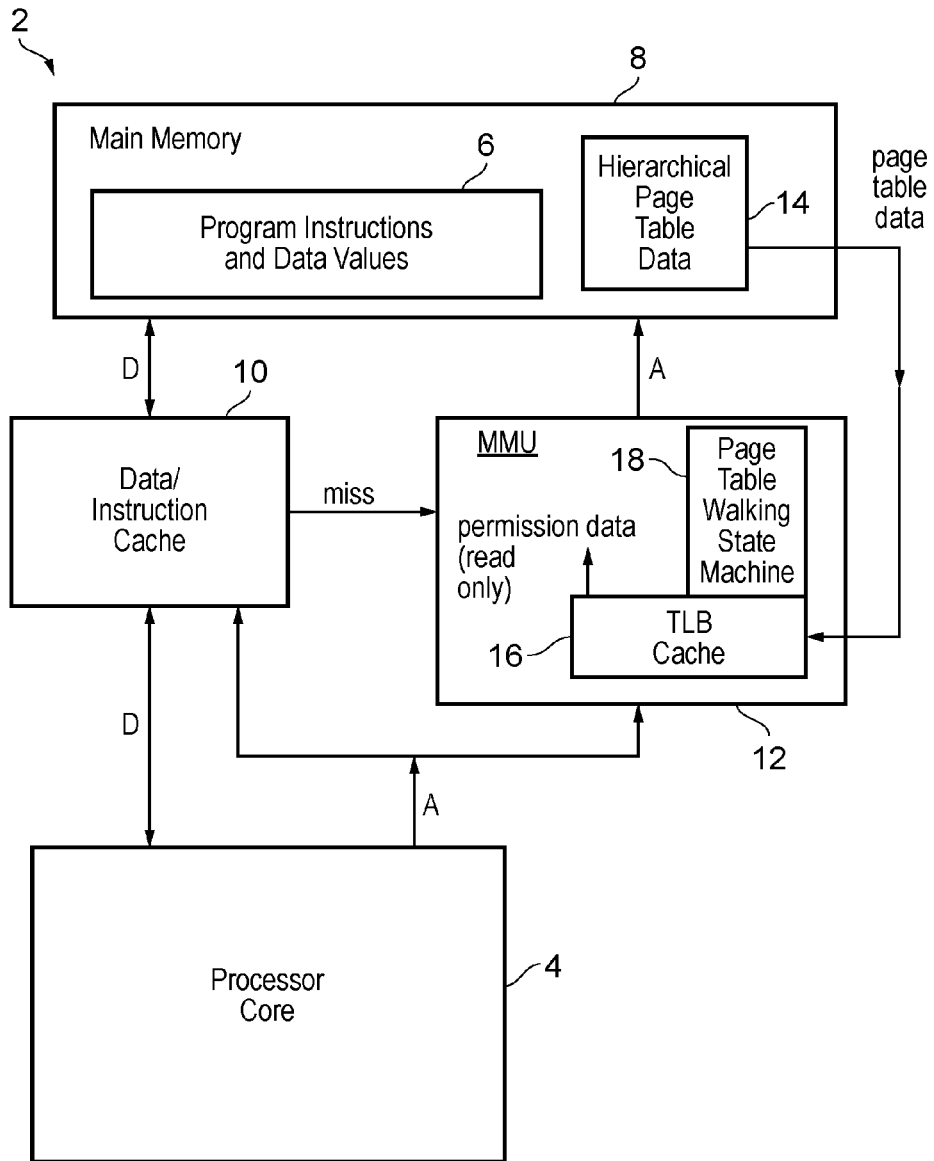 2
8
Main Memory
6
Program Instructions
and Data Values
Hierarchical
Page
Table
Data
14
page
table
data
D
10
A
Data/
Instruction
Cache
miss
MMU
18
Page
Table
Walking
State
Machine
permission data
(read
only)
16
TLB
Cache
12
D
A
Processor
Core
4